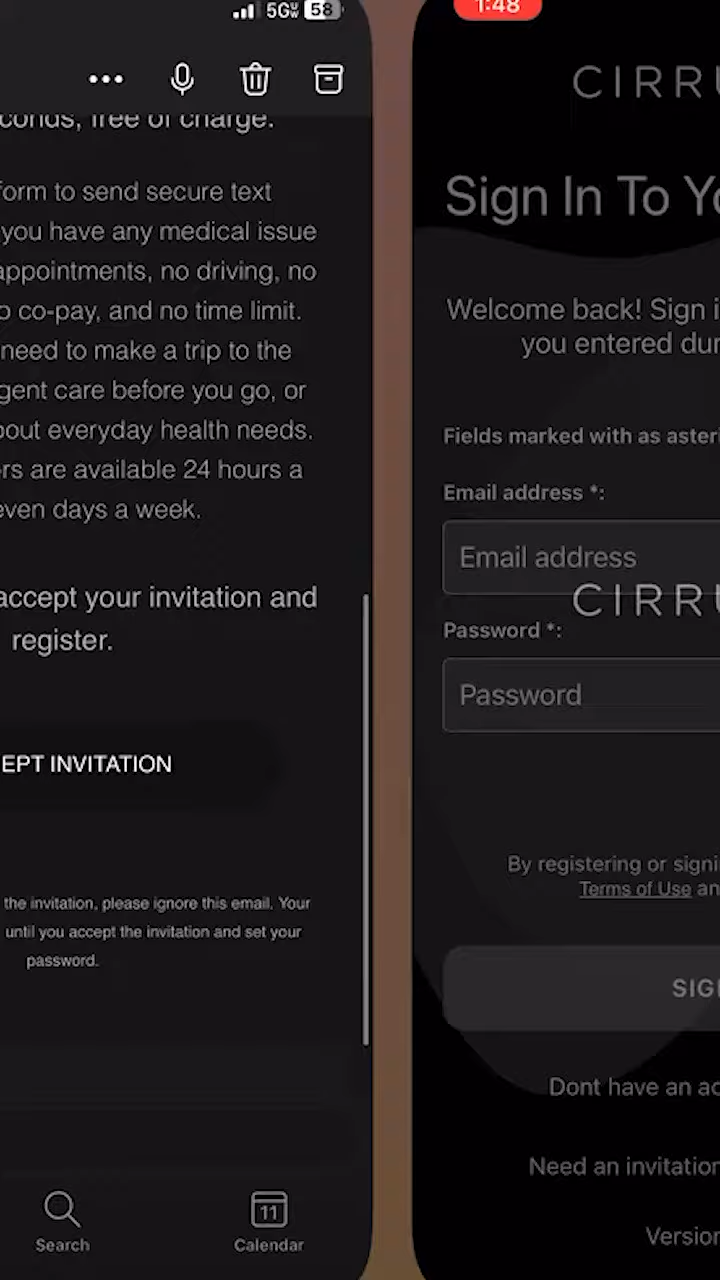 5G 58
conds, free of charge.
form to send secure text
you have any medical issue
appointments, no driving, no
o co-pay, and no time limit.
need to make a trip to the
gent care before you go, or
bout everyday health needs.
rs are available 24 hours a
even days a week.
accept your invitation and
register.
EPT INVITATION
the invitation, please ignore this email. Your
until you accept the invitation and set your
password.
Search
11
Calendar
1:48
CIRRU
Sign In To Yo
Welcome back! Sign i
you entered dur
Fields marked with as asteri
Email address *:
Email address
CIRRU
Password *:
Password
By registering or signi
Terms of Use an
SIG
Dont have an ac
Need an invitation
Version